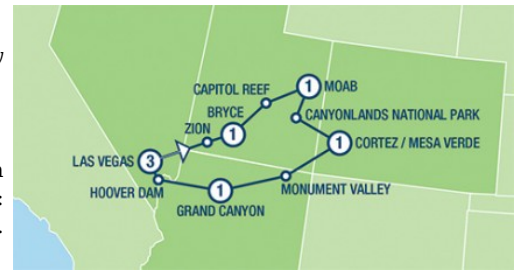 CAPITOL REEF
1
MOAB
BRYCE
1
CANYONLANDS NATIONAL PARK
ZION
1
CORTEZ / MESA VERDE
LAS VEGAS
3
HOOVER DAM
1
MONUMENT VALLEY
GRAND CANYON